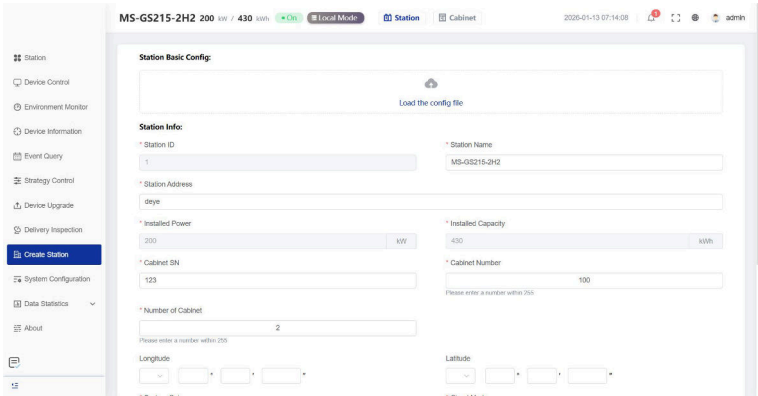 MS-GS215-2H2 200 kW / 430 kWh On Local Mode Station Cabinet 2026-01-13 07:14:08 1 admin
Station
Device Control
Environment Monitor
Device Information
Event Query
Strategy Control
Device Upgrade
Delivery Inspection
Create Station
System Configuration
Data Statistics
About
Station Basic Config:
Load the config file
Station Info:
* Station ID * Station Name
1 MS-GS215-2H2
* Station Address
deye
* Installed Power * Installed Capacity
200 kW 430 kWh
* Cabinet SN * Cabinet Number
123 100
Please enter a number within 255
* Number of Cabinet
2
Please enter a number within 255
Longitude Latitude
° ′ ″ ° ′ ″